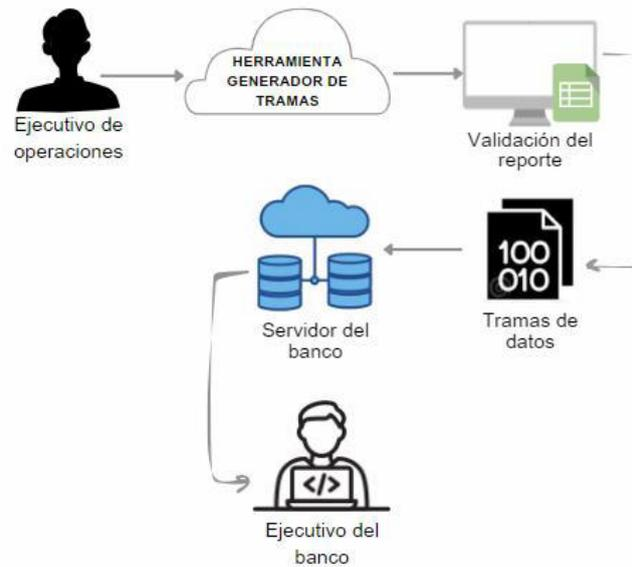 HERRAMIENTA
GENERADOR DE
TRAMAS
Ejecutivo de
operaciones
Validación del
reporte
100
010
Servidor del
banco
Tramas de
datos
</>
Ejecutivo del
banco